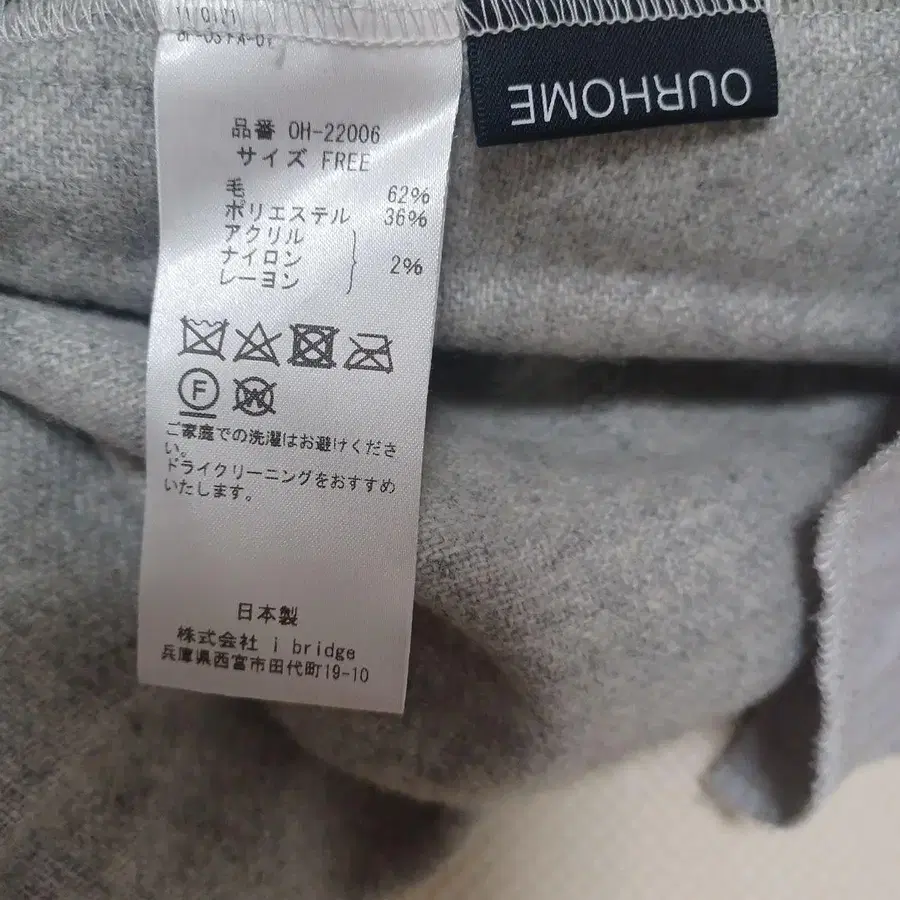 OURHOME
品番 OH-22006
サイズ FREE
毛 62%
ポリエステル 36%
アクリル
ナイロン 2%
レーヨン
F
W
ご家庭での洗濯はお避けくださ
い。
ドライクリーニングをおすすめ
いたします。
日本製
株式会社 i bridge
兵庫県西宮市田代町19-10